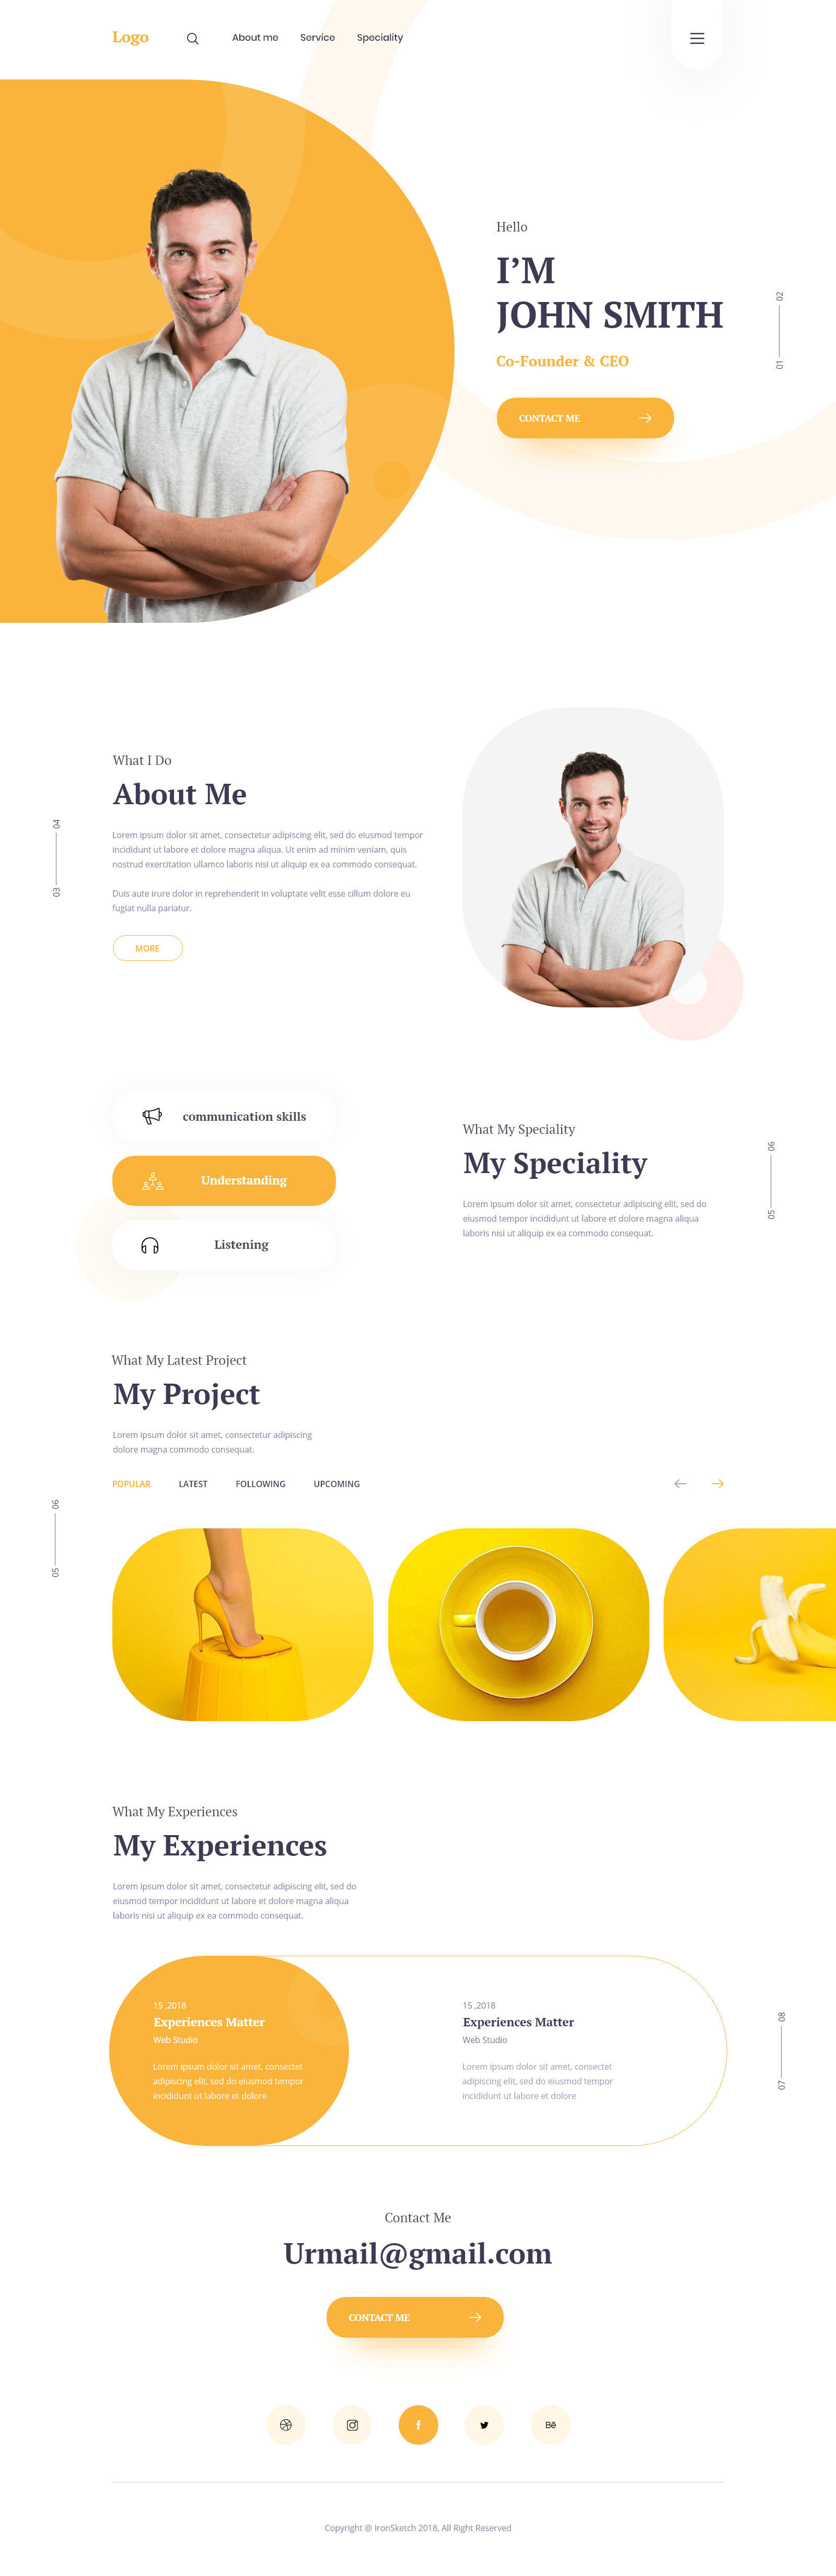 Logo
About me
Service
Speciality
Hello
I’M
JOHN SMITH
Co-Founder & CEO
CONTACT ME
02
01
What I Do
About Me
Lorem ipsum dolor sit amet, consectetur adipiscing elit, sed do eiusmod tempor
incididunt ut labore et dolore magna aliqua. Ut enim ad minim veniam, quis
nostrud exercitation ullamco laboris nisi ut aliquip ex ea commodo consequat.
Duis aute irure dolor in reprehenderit in voluptate velit esse cillum dolore eu
fugiat nulla pariatur.
MORE
04
03
communication skills
Understanding
Listening
What My Speciality
My Speciality
Lorem ipsum dolor sit amet, consectetur adipiscing elit, sed do
eiusmod tempor incididunt ut labore et dolore magna aliqua
laboris nisi ut aliquip ex ea commodo consequat.
06
05
What My Latest Project
My Project
Lorem ipsum dolor sit amet, consectetur adipiscing
dolore magna commodo consequat.
POPULAR
LATEST
FOLLOWING
UPCOMING
06
05
What My Experiences
My Experiences
Lorem ipsum dolor sit amet, consectetur adipiscing elit, sed do
eiusmod tempor incididunt ut labore et dolore magna aliqua
laboris nisi ut aliquip ex ea commodo consequat.
15 ,2018
Experiences Matter
Web Studio
Lorem ipsum dolor sit amet, consectet
adipiscing elit, sed do eiusmod tempor
incididunt ut labore et dolore
15 ,2018
Experiences Matter
Web Studio
Lorem ipsum dolor sit amet, consectet
adipiscing elit, sed do eiusmod tempor
incididunt ut labore et dolore
08
07
Contact Me
Urmail@gmail.com
CONTACT ME
Copyright @ IronSketch 2018, All Right Reserved